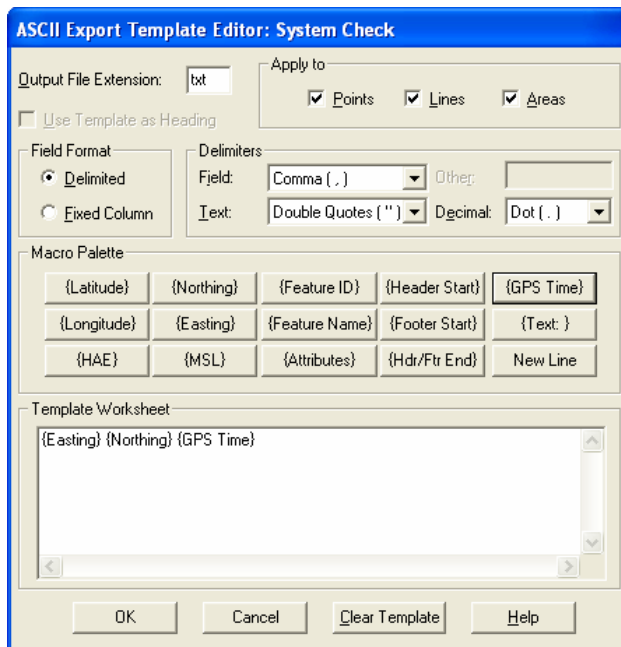 ASCII Export Template Editor: System Check
Output File Extension: txt
Use Template as Heading
Apply to
Points Lines Areas
Field Format
Delimited
Fixed Column
Delimiters
Field: Comma ( , ) Other:
Text: Double Quotes ( " ) Decimal: Dot ( . )
Macro Palette
{Latitude} {Northing} {Feature ID} {Header Start} {GPS Time}
{Longitude} {Easting} {Feature Name} {Footer Start} {Text: }
{HAE} {MSL} {Attributes} {Hdr/Ftr End} New Line
Template Worksheet
{Easting} {Northing} {GPS Time}
OK Cancel Clear Template Help